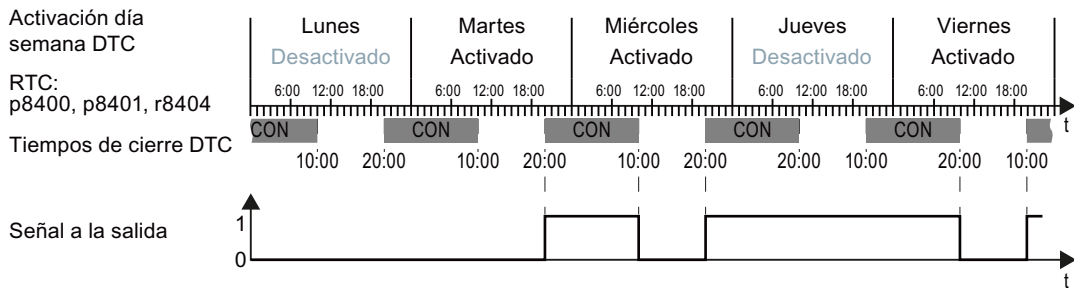 Activación día
semana DTC
Lunes Martes Miércoles Jueves Viernes
Desactivado Activado Activado Desactivado Activado
RTC:
p8400, p8401, r8404
6:00 12:00 18:00 6:00 12:00 18:00 6:00 12:00 18:00 6:00 12:00 18:00 6:00 12:00 18:00
t
Tiempos de cierre DTC
CON CON CON CON CON
10:00 20:00 10:00 20:00 10:00 20:00 20:00 10:00 20:00 10:00
Señal a la salida
1
0
t